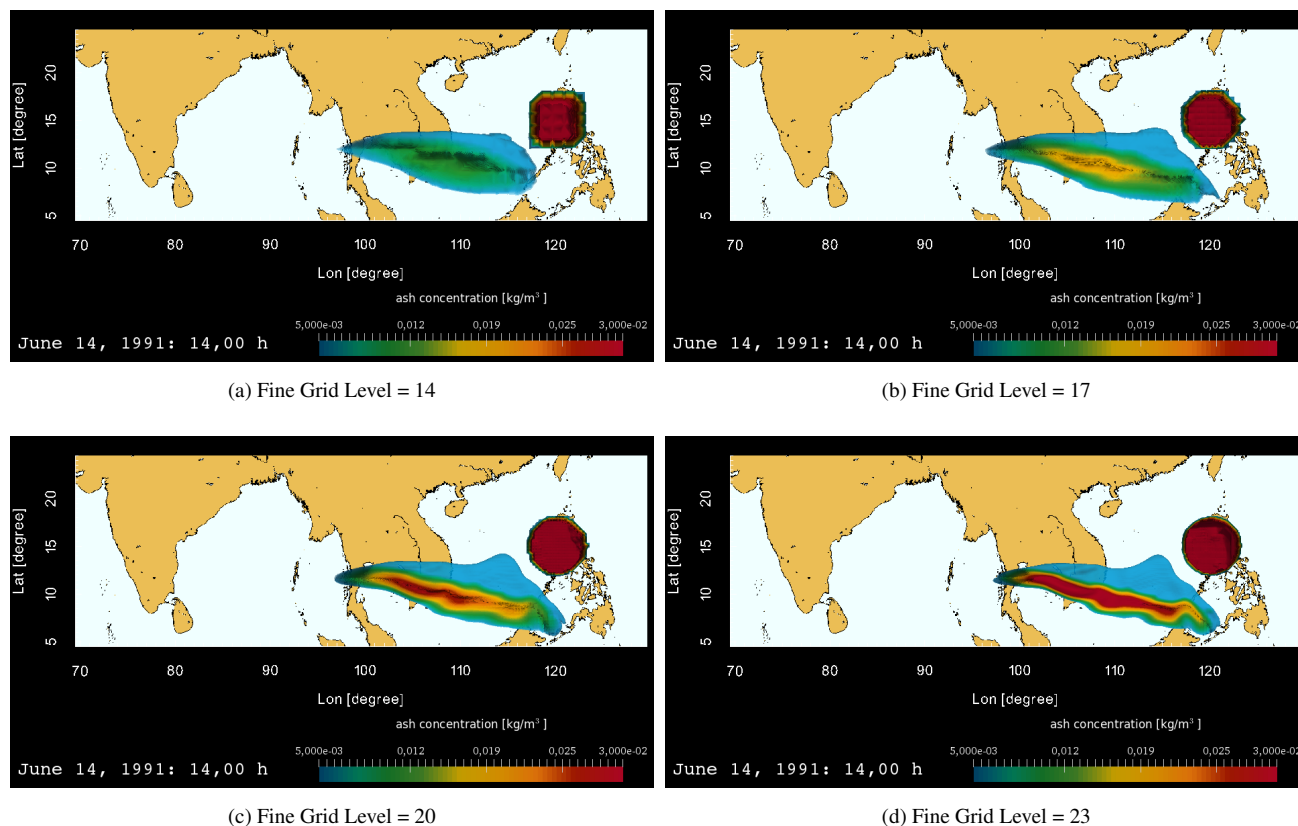 Lat [degree]
20
15
10
5
70 80 90 100 110 120
Lon [degree]
ash concentration [kg/m³ ]
5,000e-03 0,012 0,019 0,025 3,000e-02
June 14, 1991: 14,00 h
(a) Fine Grid Level = 14
Lat [degree]
20
15
10
5
70 80 90 100 110 120
Lon [degree]
ash concentration [kg/m³ ]
5,000e-03 0,012 0,019 0,025 3,000e-02
June 14, 1991: 14,00 h
(b) Fine Grid Level = 17
Lat [degree]
20
15
10
5
70 80 90 100 110 120
Lon [degree]
ash concentration [kg/m³ ]
5,000e-03 0,012 0,019 0,025 3,000e-02
June 14, 1991: 14,00 h
(c) Fine Grid Level = 20
Lat [degree]
20
15
10
5
70 80 90 100 110 120
Lon [degree]
ash concentration [kg/m³ ]
5,000e-03 0,012 0,019 0,025 3,000e-02
June 14, 1991: 14,00 h
(d) Fine Grid Level = 23